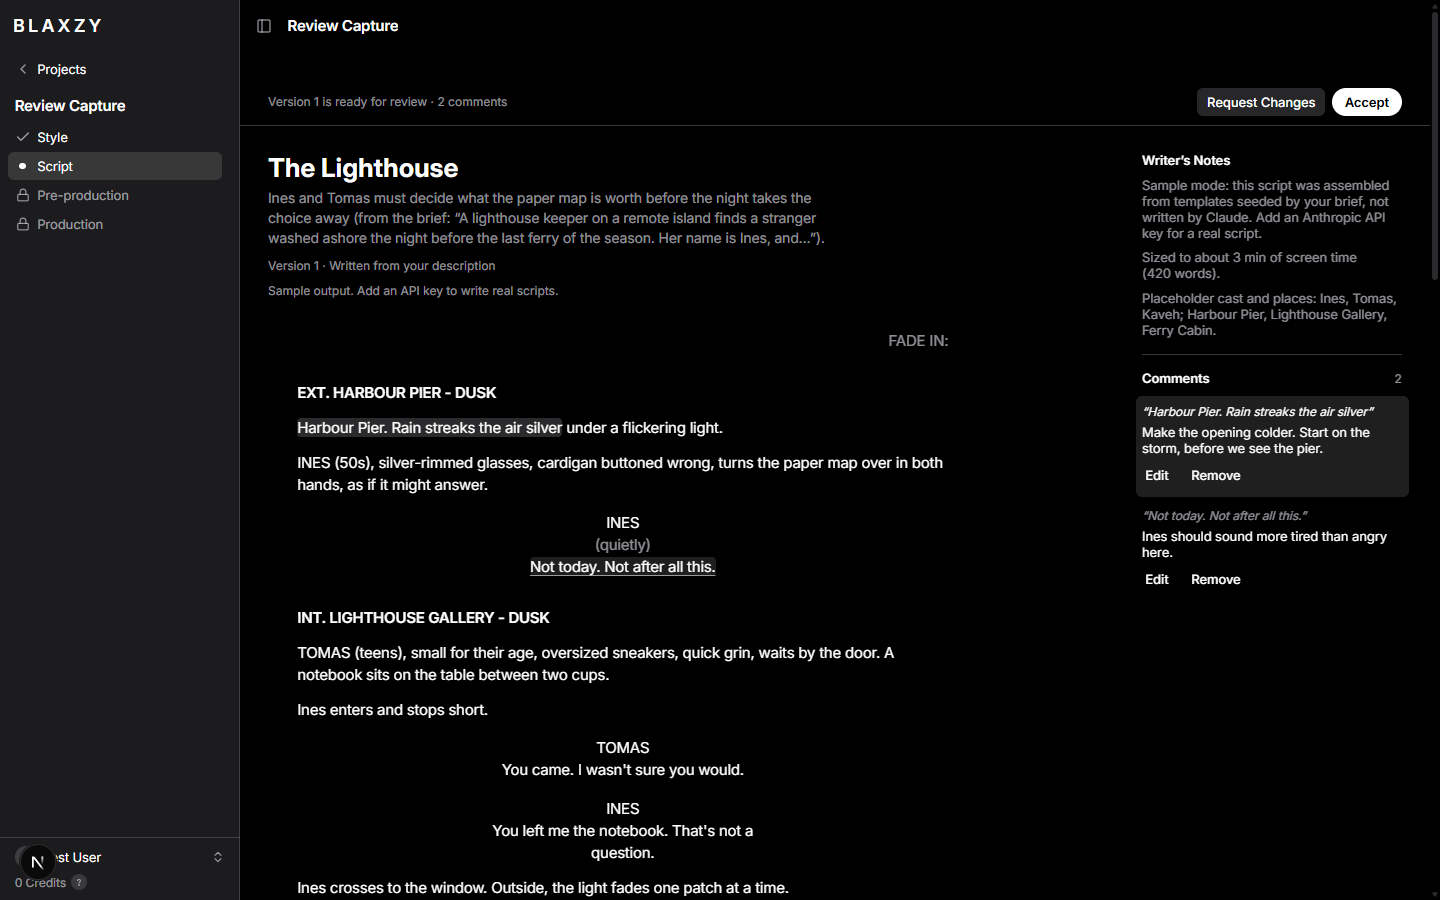 BLAXZY
Projects
Review Capture
Style
Script
Pre-production
Production
N
st User
0 Credits ?
Review Capture
Version 1 is ready for review · 2 comments
Request Changes
Accept
The Lighthouse
Ines and Tomas must decide what the paper map is worth before the night takes the
choice away (from the brief: “A lighthouse keeper on a remote island finds a stranger
washed ashore the night before the last ferry of the season. Her name is Ines, and...”).
Version 1 · Written from your description
Sample output. Add an API key to write real scripts.
FADE IN:
EXT. HARBOUR PIER - DUSK
Harbour Pier. Rain streaks the air silver under a flickering light.
INES (50s), silver-rimmed glasses, cardigan buttoned wrong, turns the paper map over in both
hands, as if it might answer.
INES
(quietly)
Not today. Not after all this.
INT. LIGHTHOUSE GALLERY - DUSK
TOMAS (teens), small for their age, oversized sneakers, quick grin, waits by the door. A
notebook sits on the table between two cups.
Ines enters and stops short.
TOMAS
You came. I wasn't sure you would.
INES
You left me the notebook. That's not a
question.
Ines crosses to the window. Outside, the light fades one patch at a time.
Writer’s Notes
Sample mode: this script was assembled
from templates seeded by your brief, not
written by Claude. Add an Anthropic API
key for a real script.
Sized to about 3 min of screen time
(420 words).
Placeholder cast and places: Ines, Tomas,
Kaveh; Harbour Pier, Lighthouse Gallery,
Ferry Cabin.
Comments 2
“Harbour Pier. Rain streaks the air silver”
Make the opening colder. Start on the
storm, before we see the pier.
Edit Remove
“Not today. Not after all this.”
Ines should sound more tired than angry
here.
Edit Remove